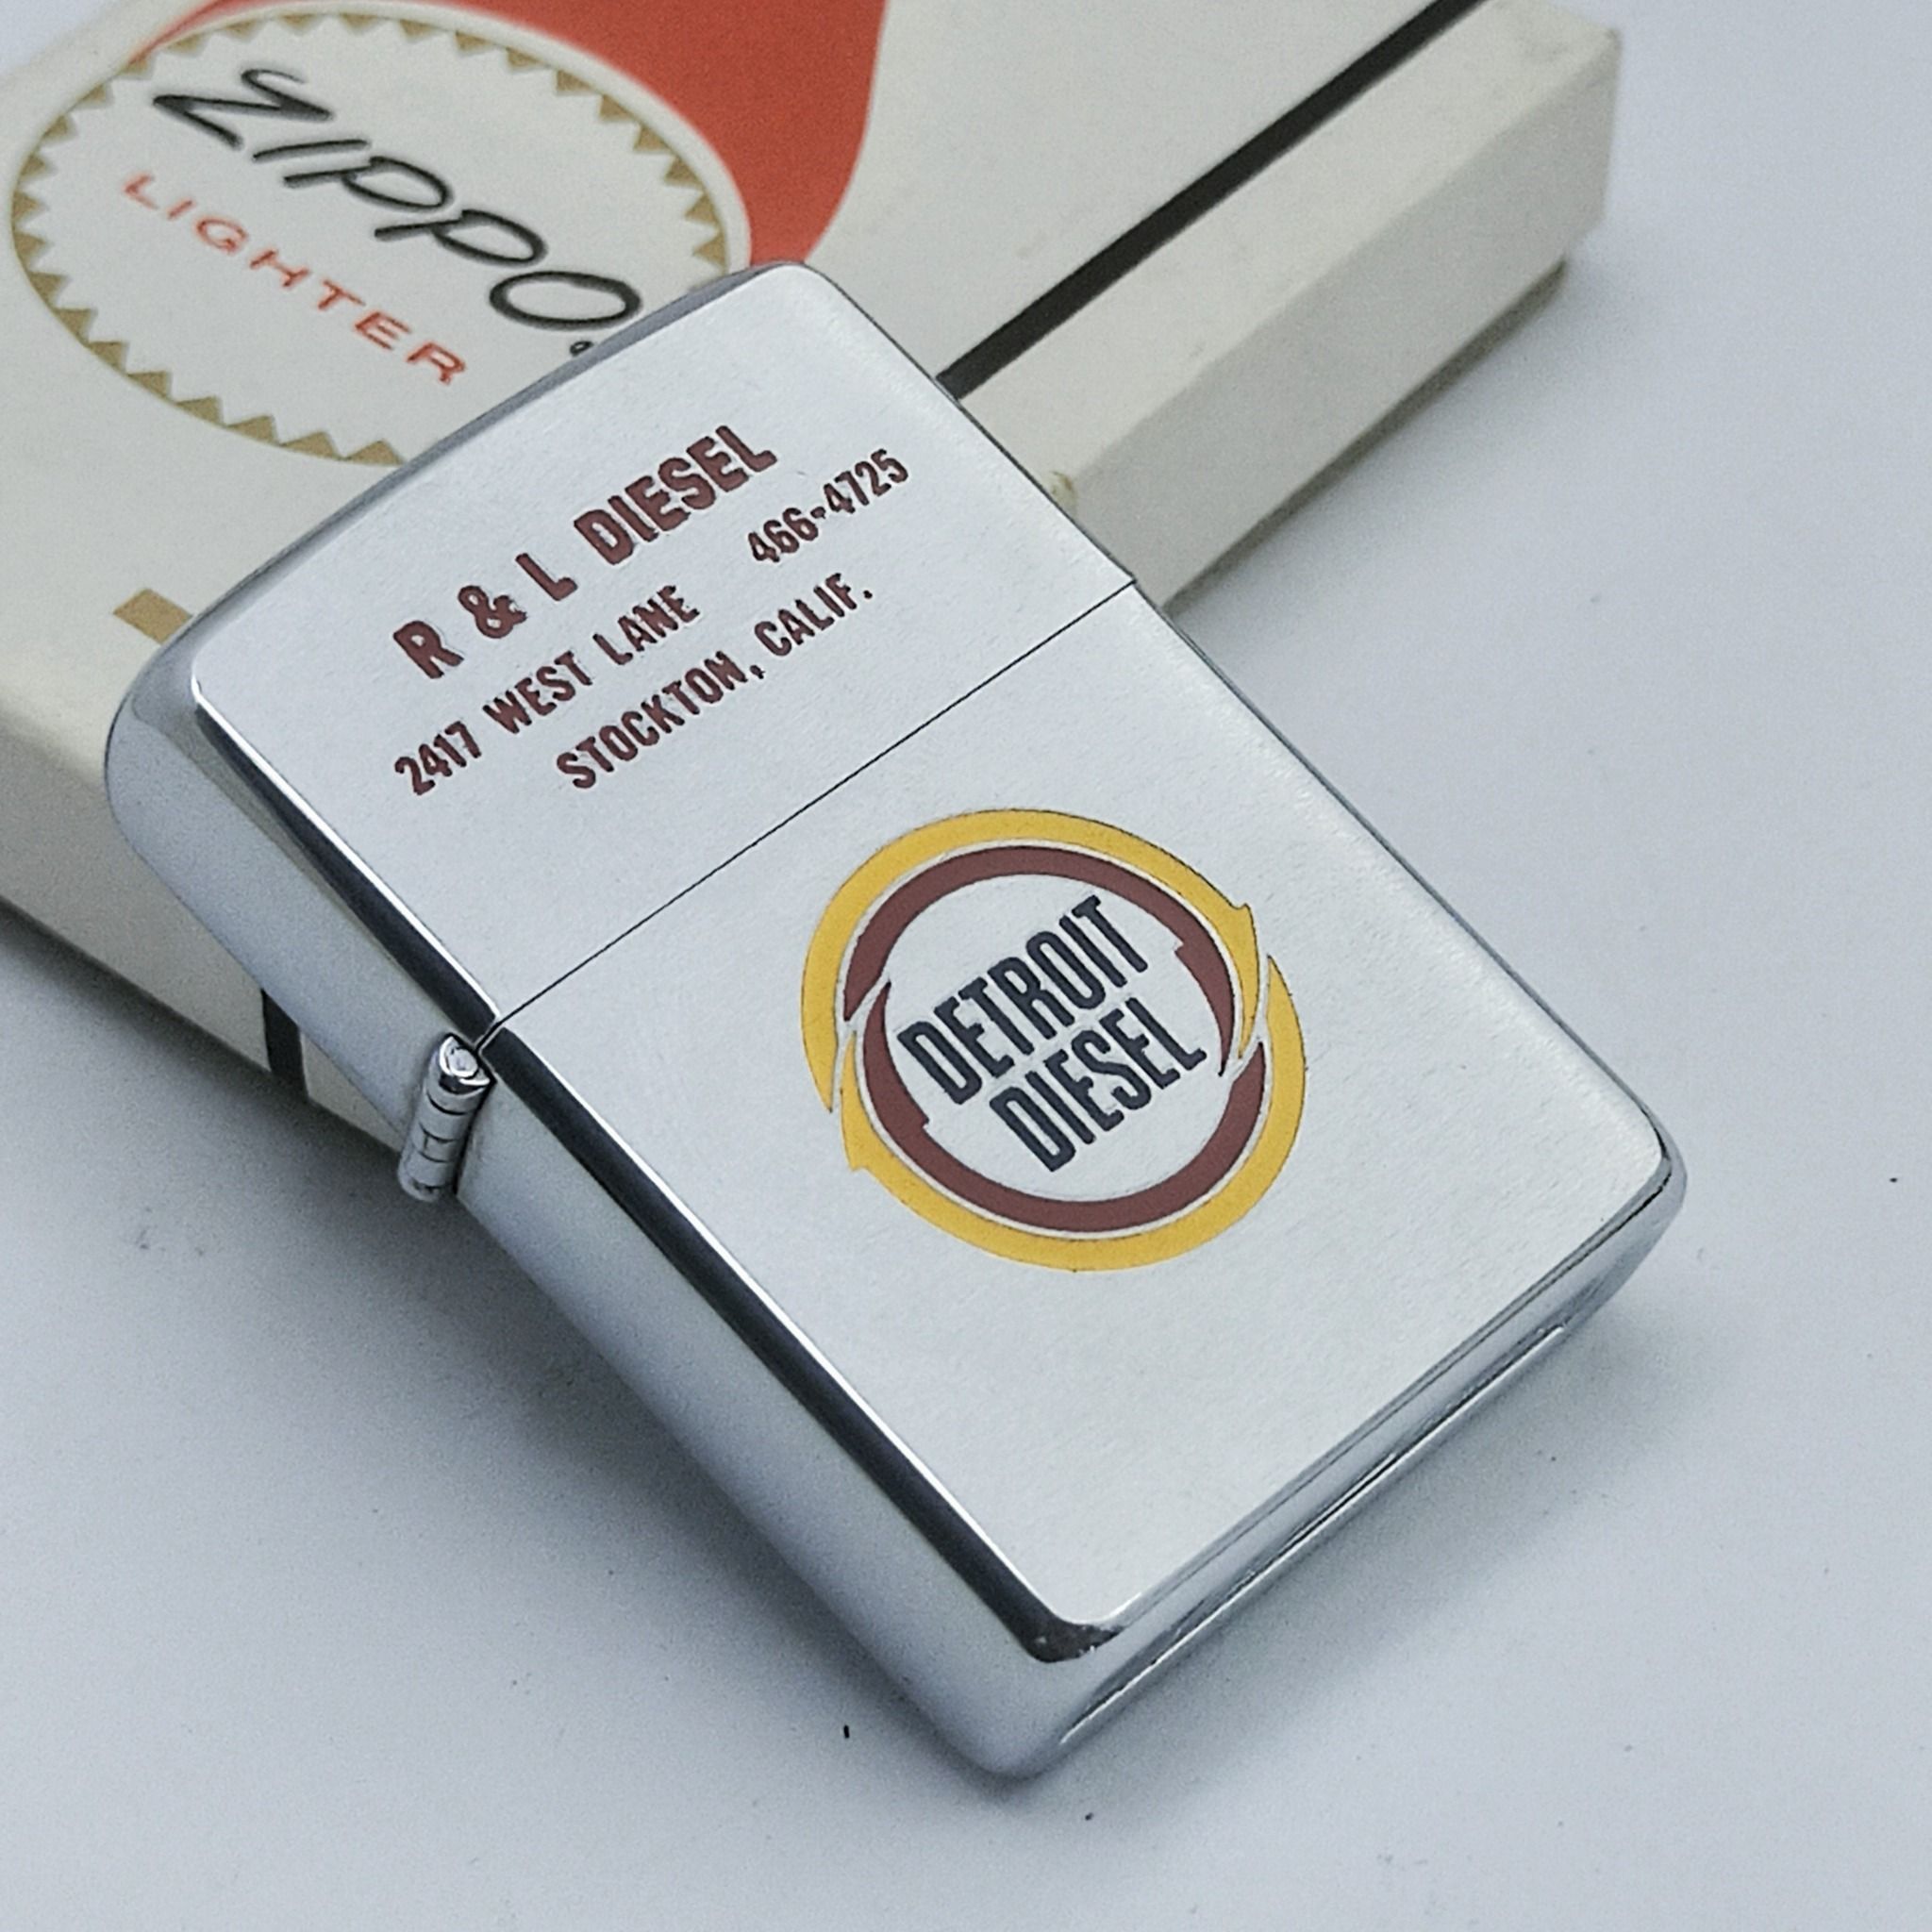 Zippo
LIGHTER
R & L DIESEL
2417 WEST LANE 466-4725
STOCKTON, CALIF.
DETROIT
DIESEL